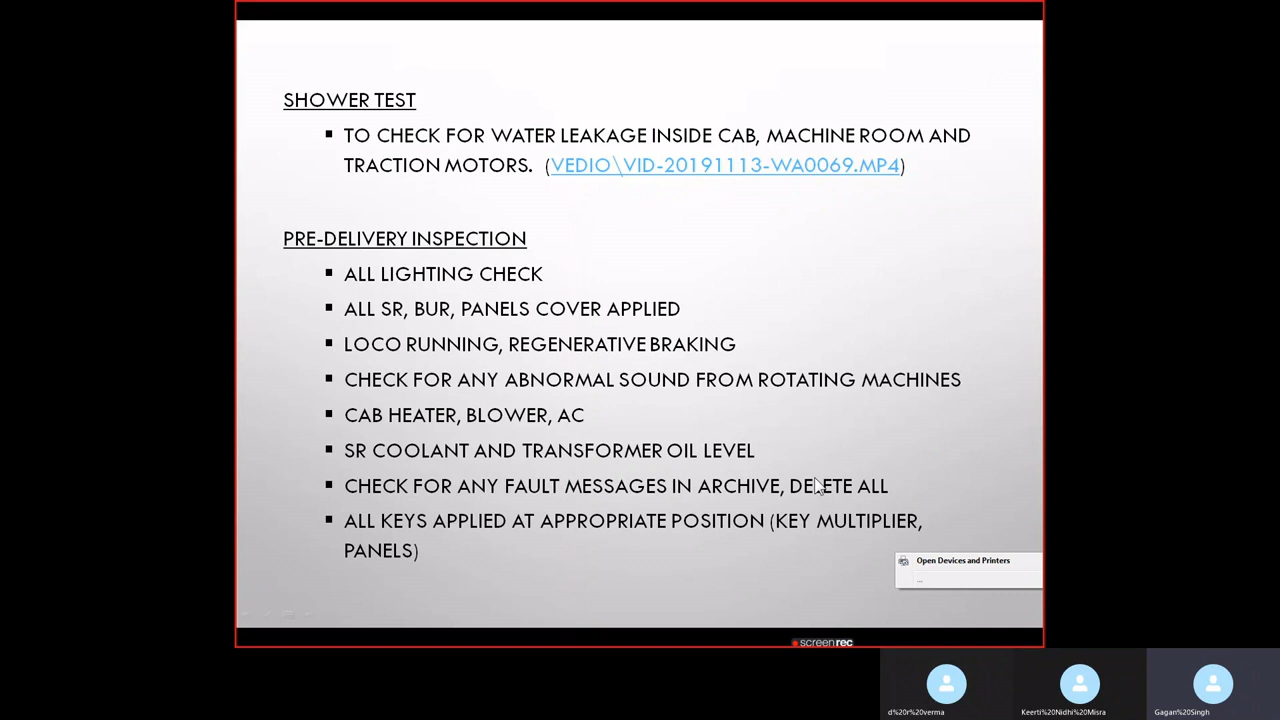 SHOWER TEST
▪ TO CHECK FOR WATER LEAKAGE INSIDE CAB, MACHINE ROOM AND
TRACTION MOTORS. (VEDIO\VID-20191113-WA0069.MP4)
PRE-DELIVERY INSPECTION
▪ ALL LIGHTING CHECK
▪ ALL SR, BUR, PANELS COVER APPLIED
▪ LOCO RUNNING, REGENERATIVE BRAKING
▪ CHECK FOR ANY ABNORMAL SOUND FROM ROTATING MACHINES
▪ CAB HEATER, BLOWER, AC
▪ SR COOLANT AND TRANSFORMER OIL LEVEL
▪ CHECK FOR ANY FAULT MESSAGES IN ARCHIVE, DELETE ALL
▪ ALL KEYS APPLIED AT APPROPRIATE POSITION (KEY MULTIPLIER,
PANELS)
Open Devices and Printers
...
screenrec
d%20r%20verma
Keerti%20Nidhi%20Misra
Gagan%20Singh